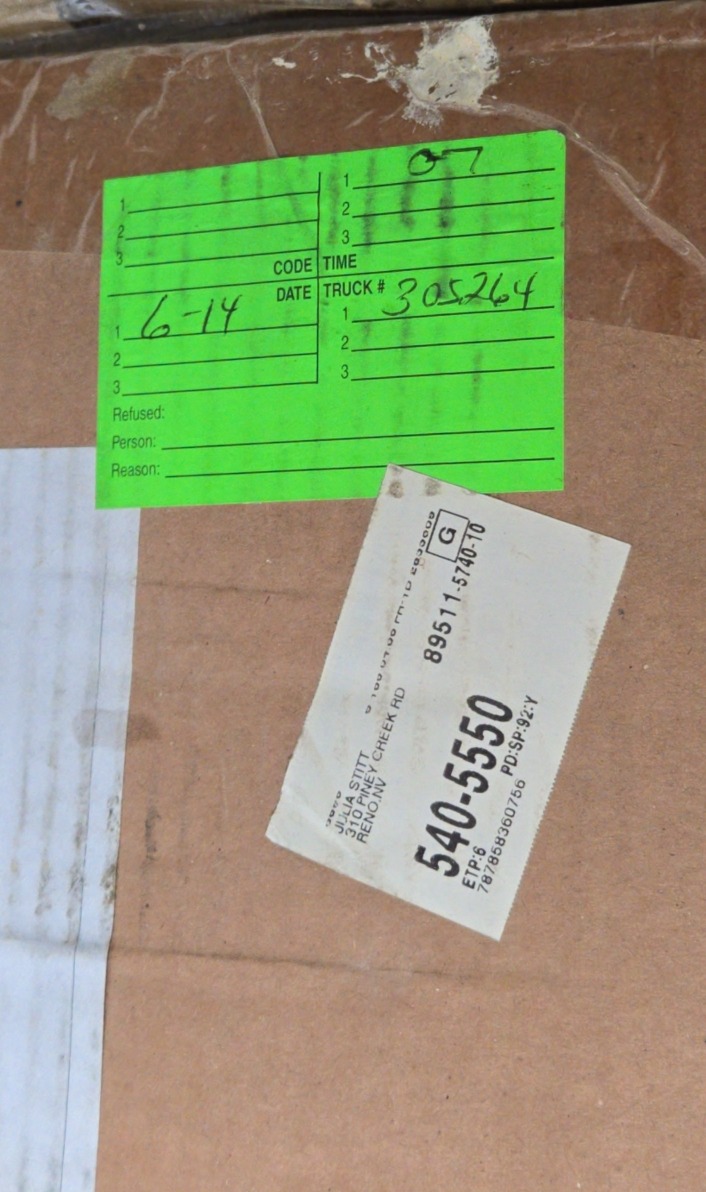 1
2
3
CODE
1 07
2
3
TIME
DATE
1 6-14
2
3
TRUCK # 305264
1
2
3
Refused:
Person:
Reason:
G
89511-5740-10
JULIA STITT
310 PINEY CREEK RD
RENO,NV
540-5550
ETP:6 PD:SP:92:Y
787858360756